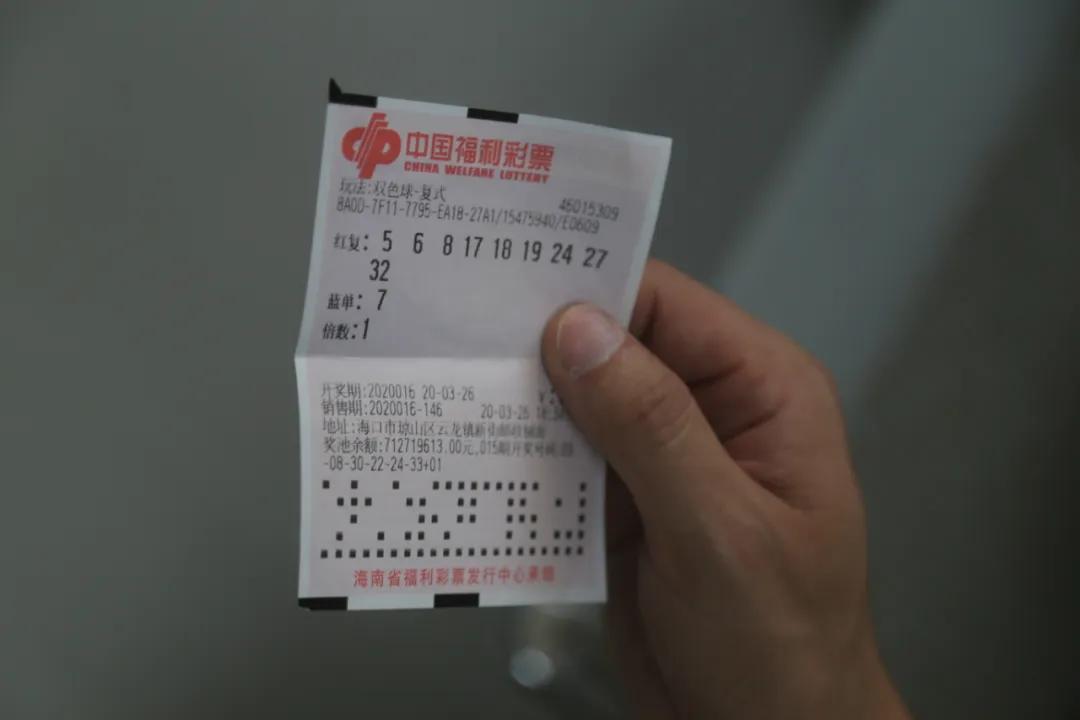 中国福利彩票
CHINA WELFARE LOTTERY
玩法:双色球-复式 46015309
8A0D-7F11-7795-EA18-27A1/15475940/E0609
红复: 5 6 8 17 18 19 24 27
32
蓝单: 7
倍数:1
开奖期:2020016 20-03-26
销售期:2020016-146 20-03-26
地址:海口市琼山区云龙镇新街邮政
奖池余额:712719613.00元,015期开奖号码:
-08-30-22-24-33+01
海南省福利彩票发行中心承销